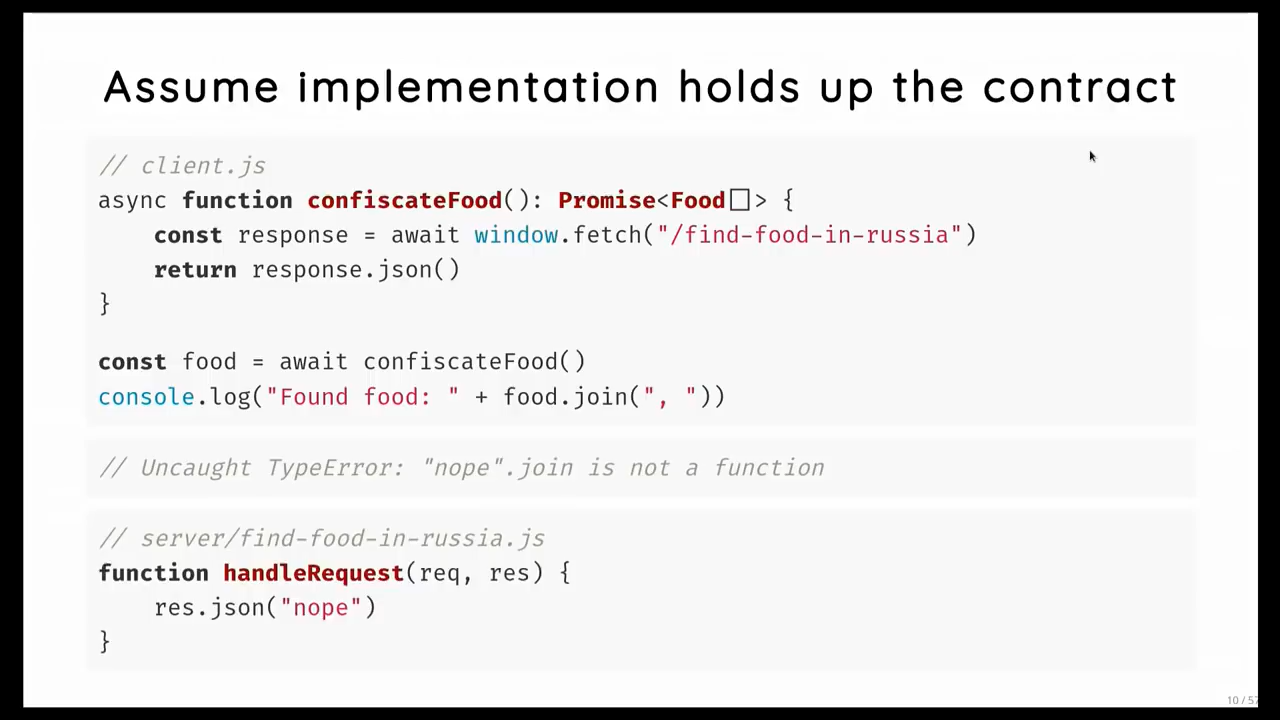 Assume implementation holds up the contract
// client.js
async function confiscateFood(): Promise<Food[]> {
    const response = await window.fetch("/find-food-in-russia")
    return response.json()
}
const food = await confiscateFood()
console.log("Found food: " + food.join(", "))
// Uncaught TypeError: "nope".join is not a function
// server/find-food-in-russia.js
function handleRequest(req, res) {
    res.json("nope")
}
10 / 57